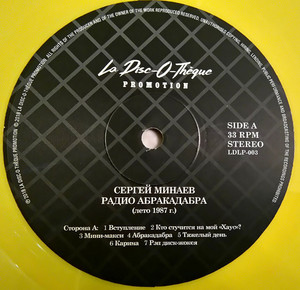 La Disc-O-Thèque
PROMOTION
SIDE A
33 RPM
STEREO
LDLP-003
СЕРГЕЙ МИНАЕВ
РАДИО АБРАКАДАБРА
(лето 1987 г.)
Сторона А: 1 Вступление 2 Кто стучится на мой «Хаус»?
3 Мини-макси 4 Абракадабра 5 Тяжелый день
6 Карина 7 Рэп диск-жокея